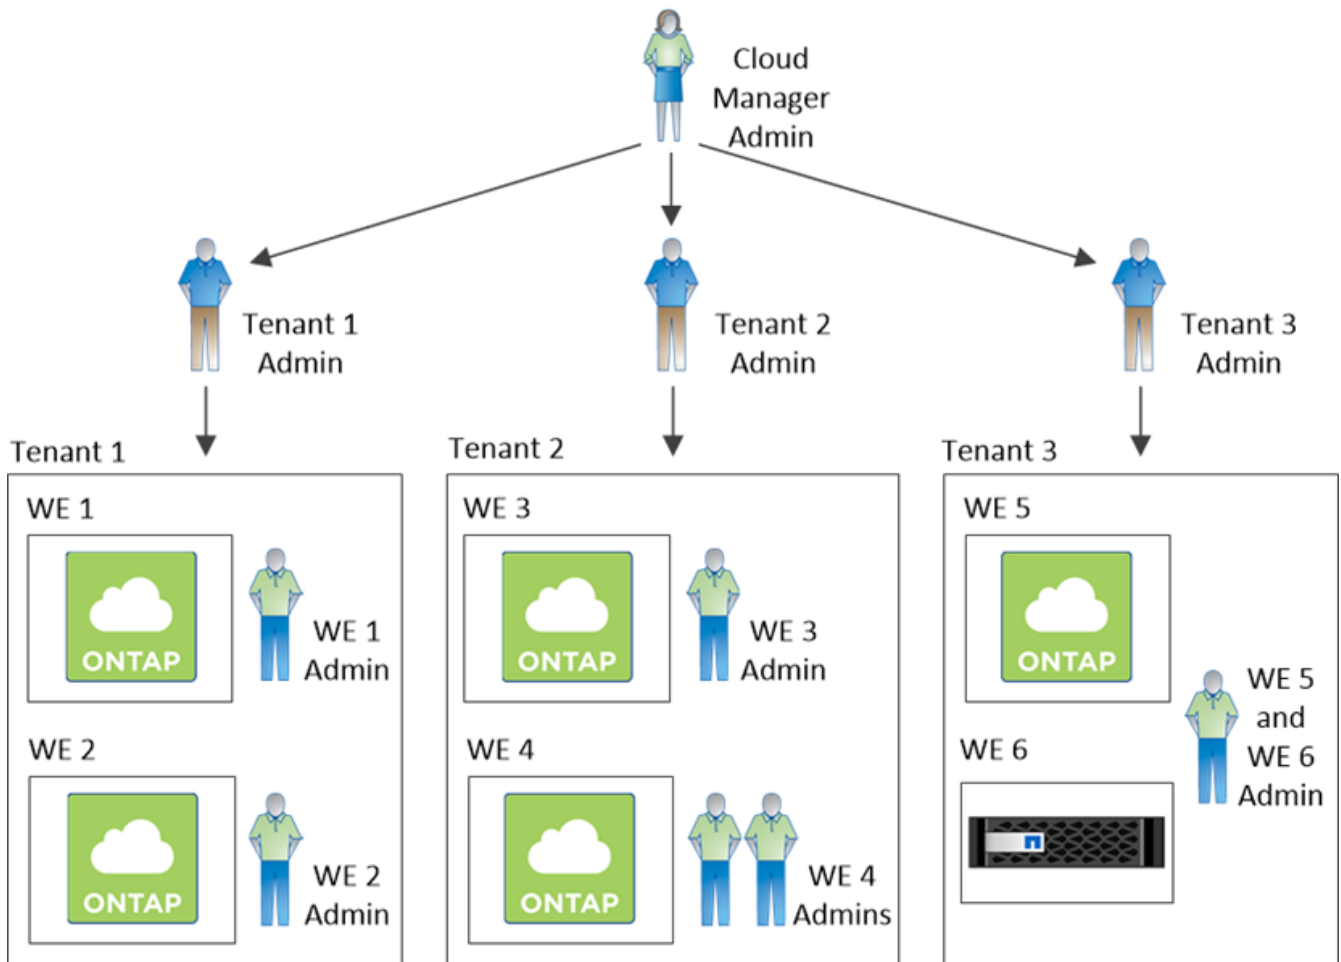 Cloud
Manager
Admin
Tenant 1
Admin
Tenant 2
Admin
Tenant 3
Admin
Tenant 1
WE 1
ONTAP
WE 1
Admin
WE 2
ONTAP
WE 2
Admin
Tenant 2
WE 3
ONTAP
WE 3
Admin
WE 4
ONTAP
WE 4
Admins
Tenant 3
WE 5
ONTAP
WE 6
WE 5
and
WE 6
Admin